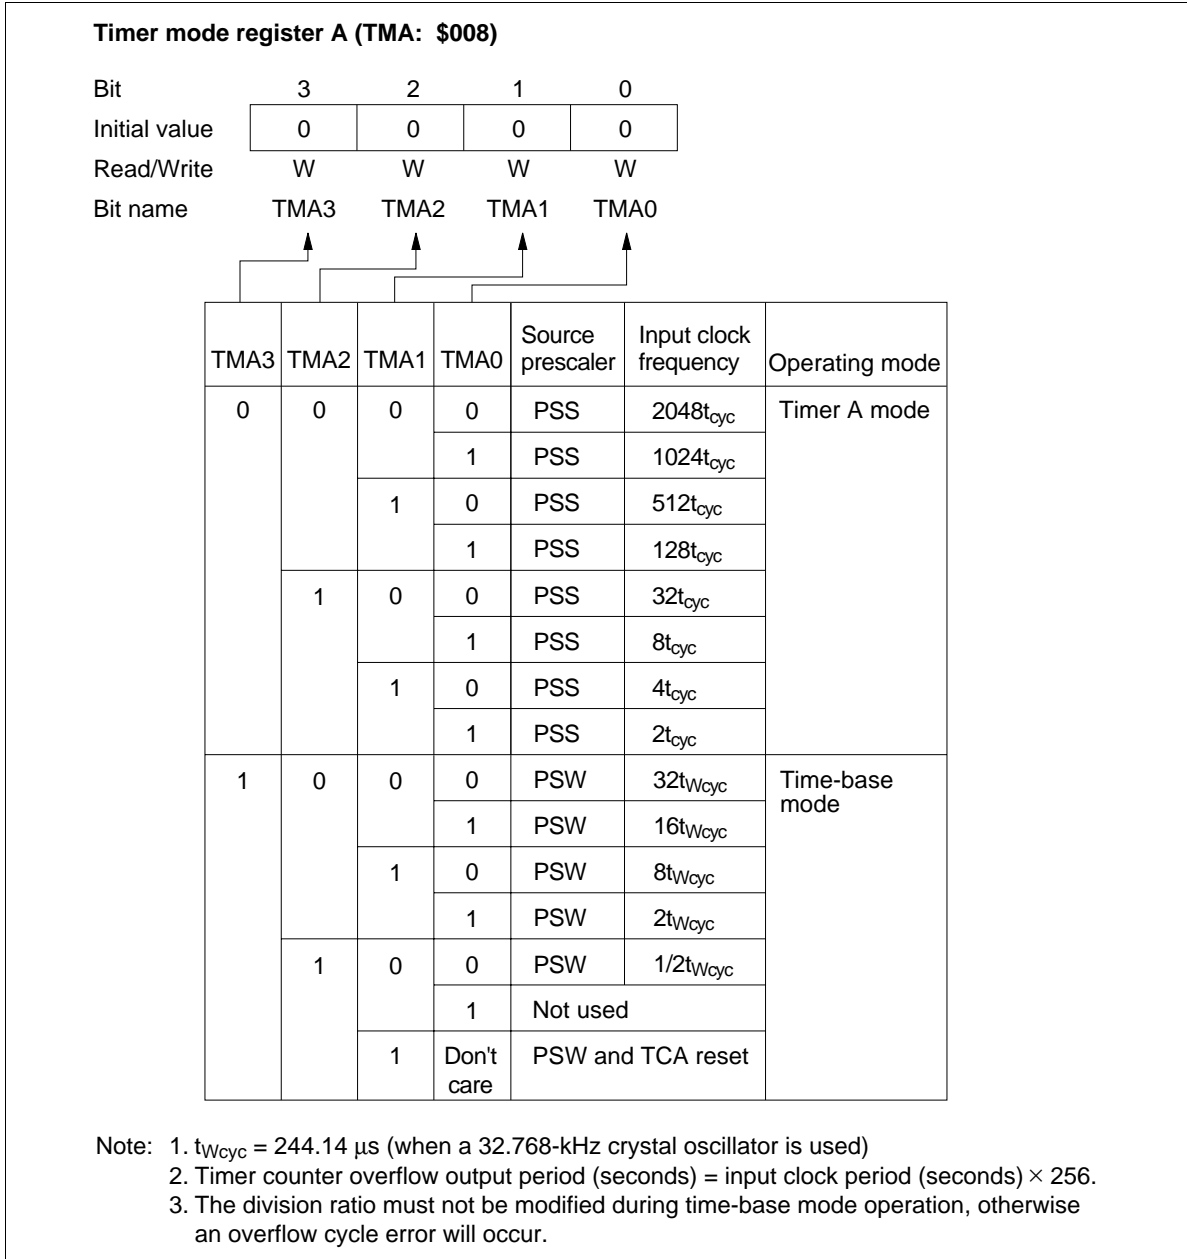 Timer mode register A (TMA: $008)
Bit 3 2 1 0
Initial value 0 0 0 0
Read/Write W W W W
Bit name TMA3 TMA2 TMA1 TMA0
TMA3 TMA2 TMA1 TMA0 Source prescaler Input clock frequency Operating mode
0 0 0 0 PSS 2048tcyc Timer A mode
1 PSS 1024tcyc
1 0 PSS 512tcyc
1 PSS 128tcyc
1 0 0 PSS 32tcyc
1 PSS 8tcyc
1 0 PSS 4tcyc
1 PSS 2tcyc
1 0 0 0 PSW 32tWcyc Time-base mode
1 PSW 16tWcyc
1 0 PSW 8tWcyc
1 PSW 2tWcyc
1 0 0 PSW 1/2tWcyc
1 Not used
1 Don't care PSW and TCA reset
Note: 1. tWcyc = 244.14 μs (when a 32.768-kHz crystal oscillator is used)
2. Timer counter overflow output period (seconds) = input clock period (seconds) × 256.
3. The division ratio must not be modified during time-base mode operation, otherwise
an overflow cycle error will occur.